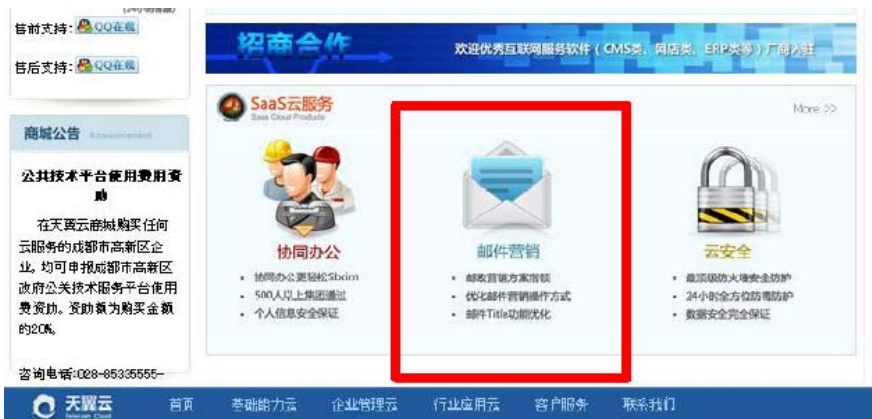 售前支持: QQ在线
售后支持: QQ在线
招商合作
欢迎优秀互联网服务软件（CMS类、网店类、ERP类等）厂商入驻
商城公告
公共技术平台使用费用资
助
在天翼云商城购买任何
云服务的成都市高新区企
业, 均可申报成都市高新区
政府公关技术服务平台使用
费资助。资助额为购买金额
的20%。
咨询电话:028-85335555-
SaaS云服务
Saas Cloud Products
More >>
协同办公
• 协同办公更轻松Sbcim
• 500人以上集团通过
• 个人信息安全保证
邮件营销
• 邮政营销方案指领
• 优化邮件营销操作方式
• 邮件Title功能优化
云安全
• 最顶级防火墙安全防护
• 24小时全方位防毒防护
• 数据安全完全保证
天翼云
Telecom Cloud
首页 基础能力云 企业管理云 行业应用云 客户服务 联系我们